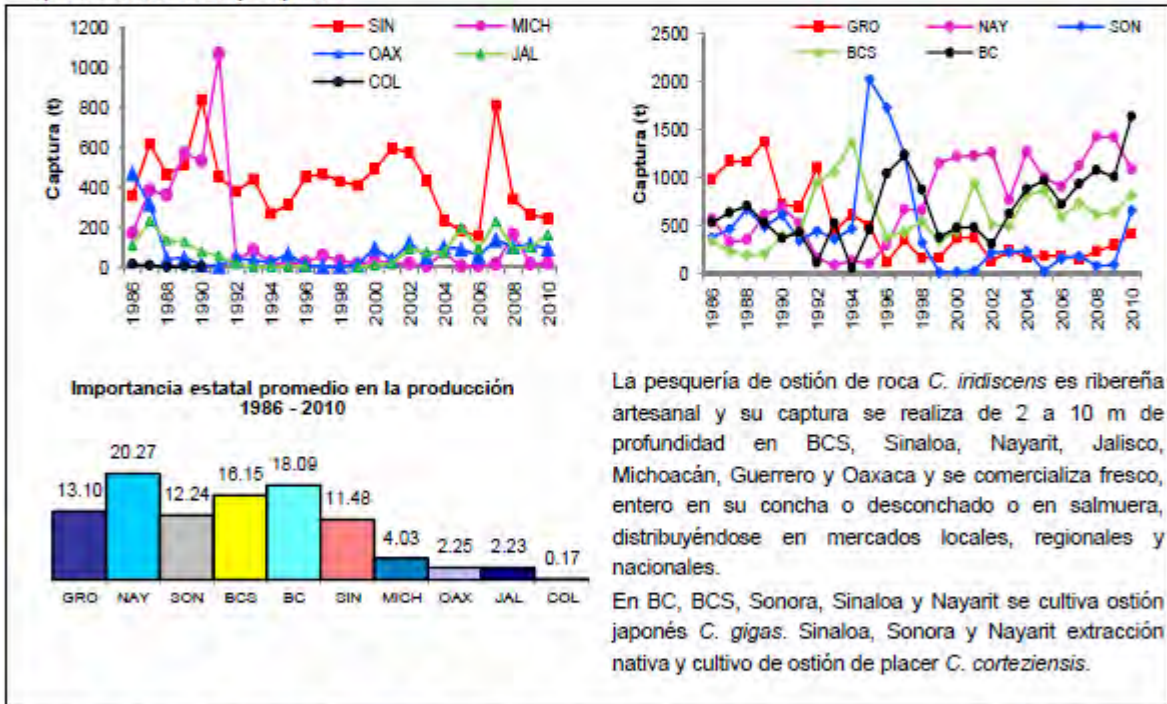 SIN MICH
OAX JAL
COL
Captura (t)
1200
1000
800
600
400
200
0
1986 1988 1990 1992 1994 1996 1998 2000 2002 2004 2006 2008 2010
GRO NAY SON
BCS BC
Captura (t)
2500
2000
1500
1000
500
0
1986 1988 1990 1992 1994 1996 1998 2000 2002 2004 2006 2008 2010
Importancia estatal promedio en la producción
1986 - 2010
13.10 20.27 12.24 16.15 18.09 11.48 4.03 2.25 2.23 0.17
GRO NAY SON BCS BC SIN MICH OAX JAL COL
La pesquería de ostión de roca C. iridiscens es ribereña
artesanal y su captura se realiza de 2 a 10 m de
profundidad en BCS, Sinaloa, Nayarit, Jalisco,
Michoacán, Guerrero y Oaxaca y se comercializa fresco,
entero en su concha o desconchado o en salmuera,
distribuyéndose en mercados locales, regionales y
nacionales.
En BC, BCS, Sonora, Sinaloa y Nayarit se cultiva ostión
japonés C. gigas. Sinaloa, Sonora y Nayarit extracción
nativa y cultivo de ostión de placer C. corteziensis.